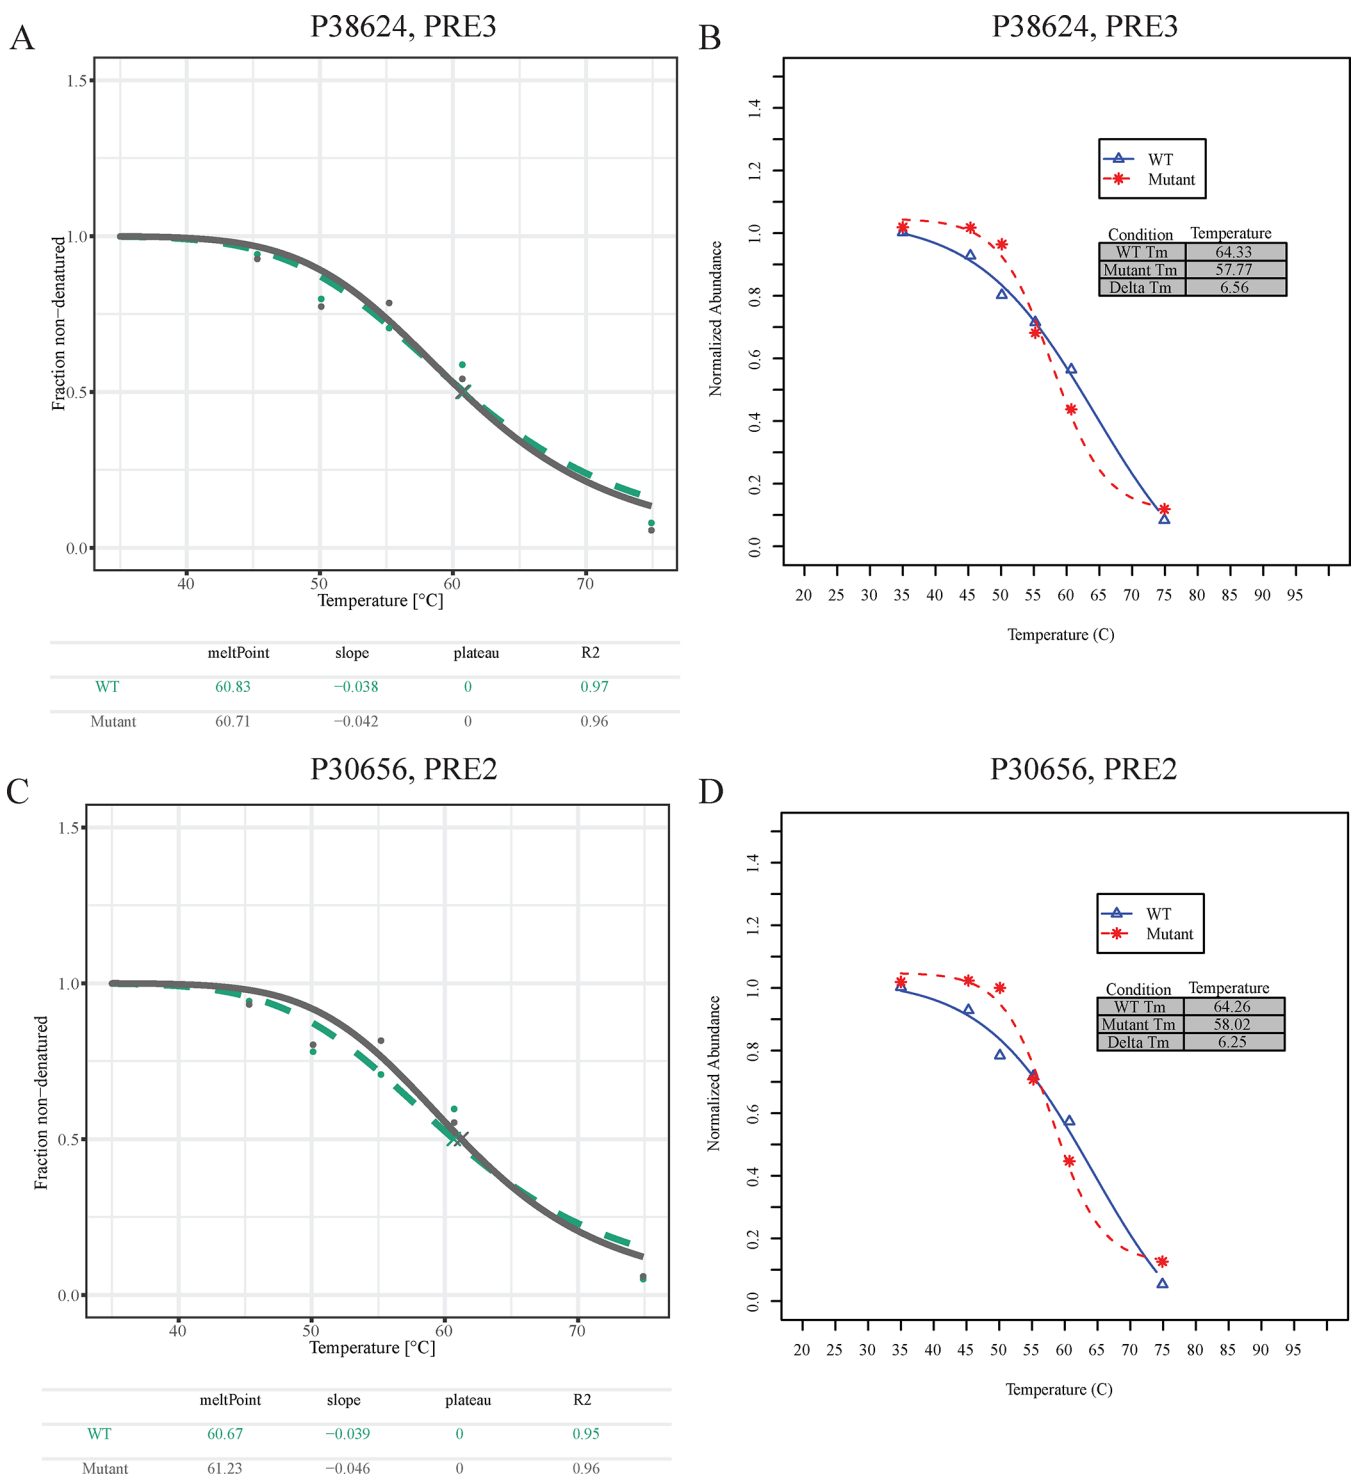 A
P38624, PRE3
1.5
1.0
0.5
0.0
Fraction non−denatured
40 50 60 70
Temperature [°C]
meltPoint slope plateau R2
WT 60.83 −0.038 0 0.97
Mutant 60.71 −0.042 0 0.96
B
P38624, PRE3
1.4
1.2
1.0
0.8
0.6
0.4
0.2
0.0
Normalized Abundance
WT
Mutant
Condition Temperature
WT Tm 64.33
Mutant Tm 57.77
Delta Tm 6.56
20 25 30 35 40 45 50 55 60 65 70 75 80 85 90 95
Temperature (C)
C
P30656, PRE2
1.5
1.0
0.5
0.0
Fraction non−denatured
40 50 60 70
Temperature [°C]
meltPoint slope plateau R2
WT 60.67 −0.039 0 0.95
Mutant 61.23 −0.046 0 0.96
D
P30656, PRE2
1.4
1.2
1.0
0.8
0.6
0.4
0.2
0.0
Normalized Abundance
WT
Mutant
Condition Temperature
WT Tm 64.26
Mutant Tm 58.02
Delta Tm 6.25
20 25 30 35 40 45 50 55 60 65 70 75 80 85 90 95
Temperature (C)